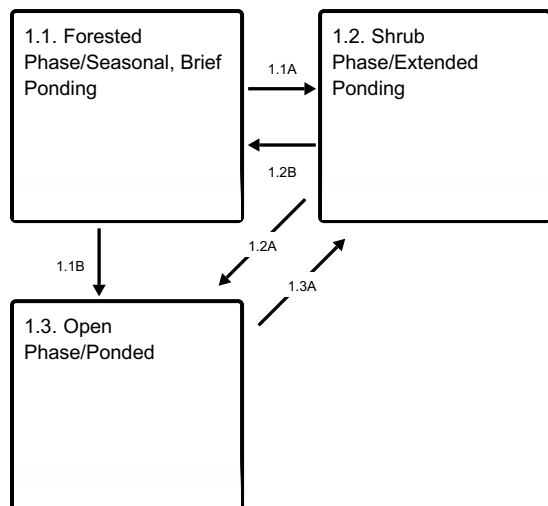 1.1. Forested
Phase/Seasonal, Brief
Ponding
1.1A
1.2. Shrub
Phase/Extended
Ponding
1.2B
1.1B
1.2A
1.3A
1.3. Open
Phase/Ponded